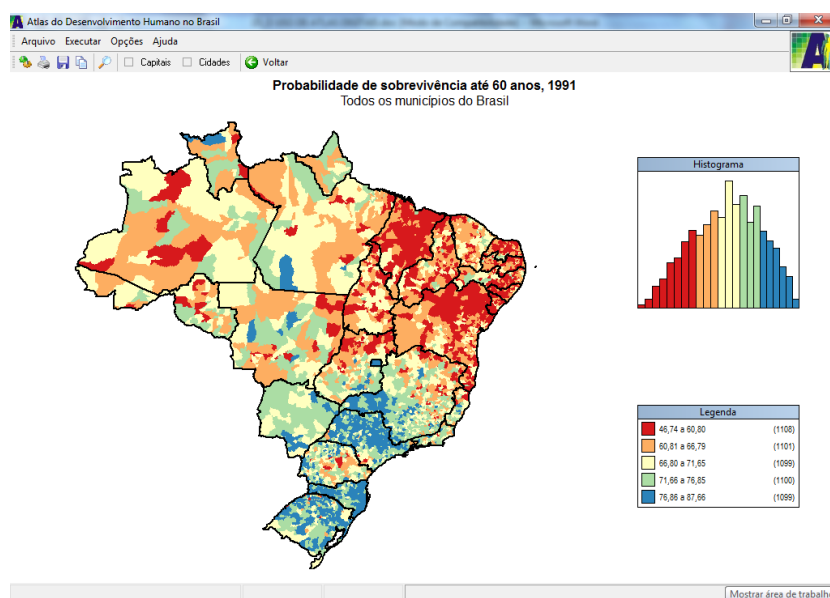 Atlas do Desenvolvimento Humano no Brasil
Arquivo Executar Opções Ajuda
Capitais Cidades Voltar
Probabilidade de sobrevivência até 60 anos, 1991
Todos os municípios do Brasil
Histograma
Legenda
46,74 a 60,80 (1108)
60,81 a 66,79 (1101)
66,80 a 71,65 (1099)
71,66 a 76,85 (1100)
76,86 a 87,66 (1099)
Mostrar área de trabalho